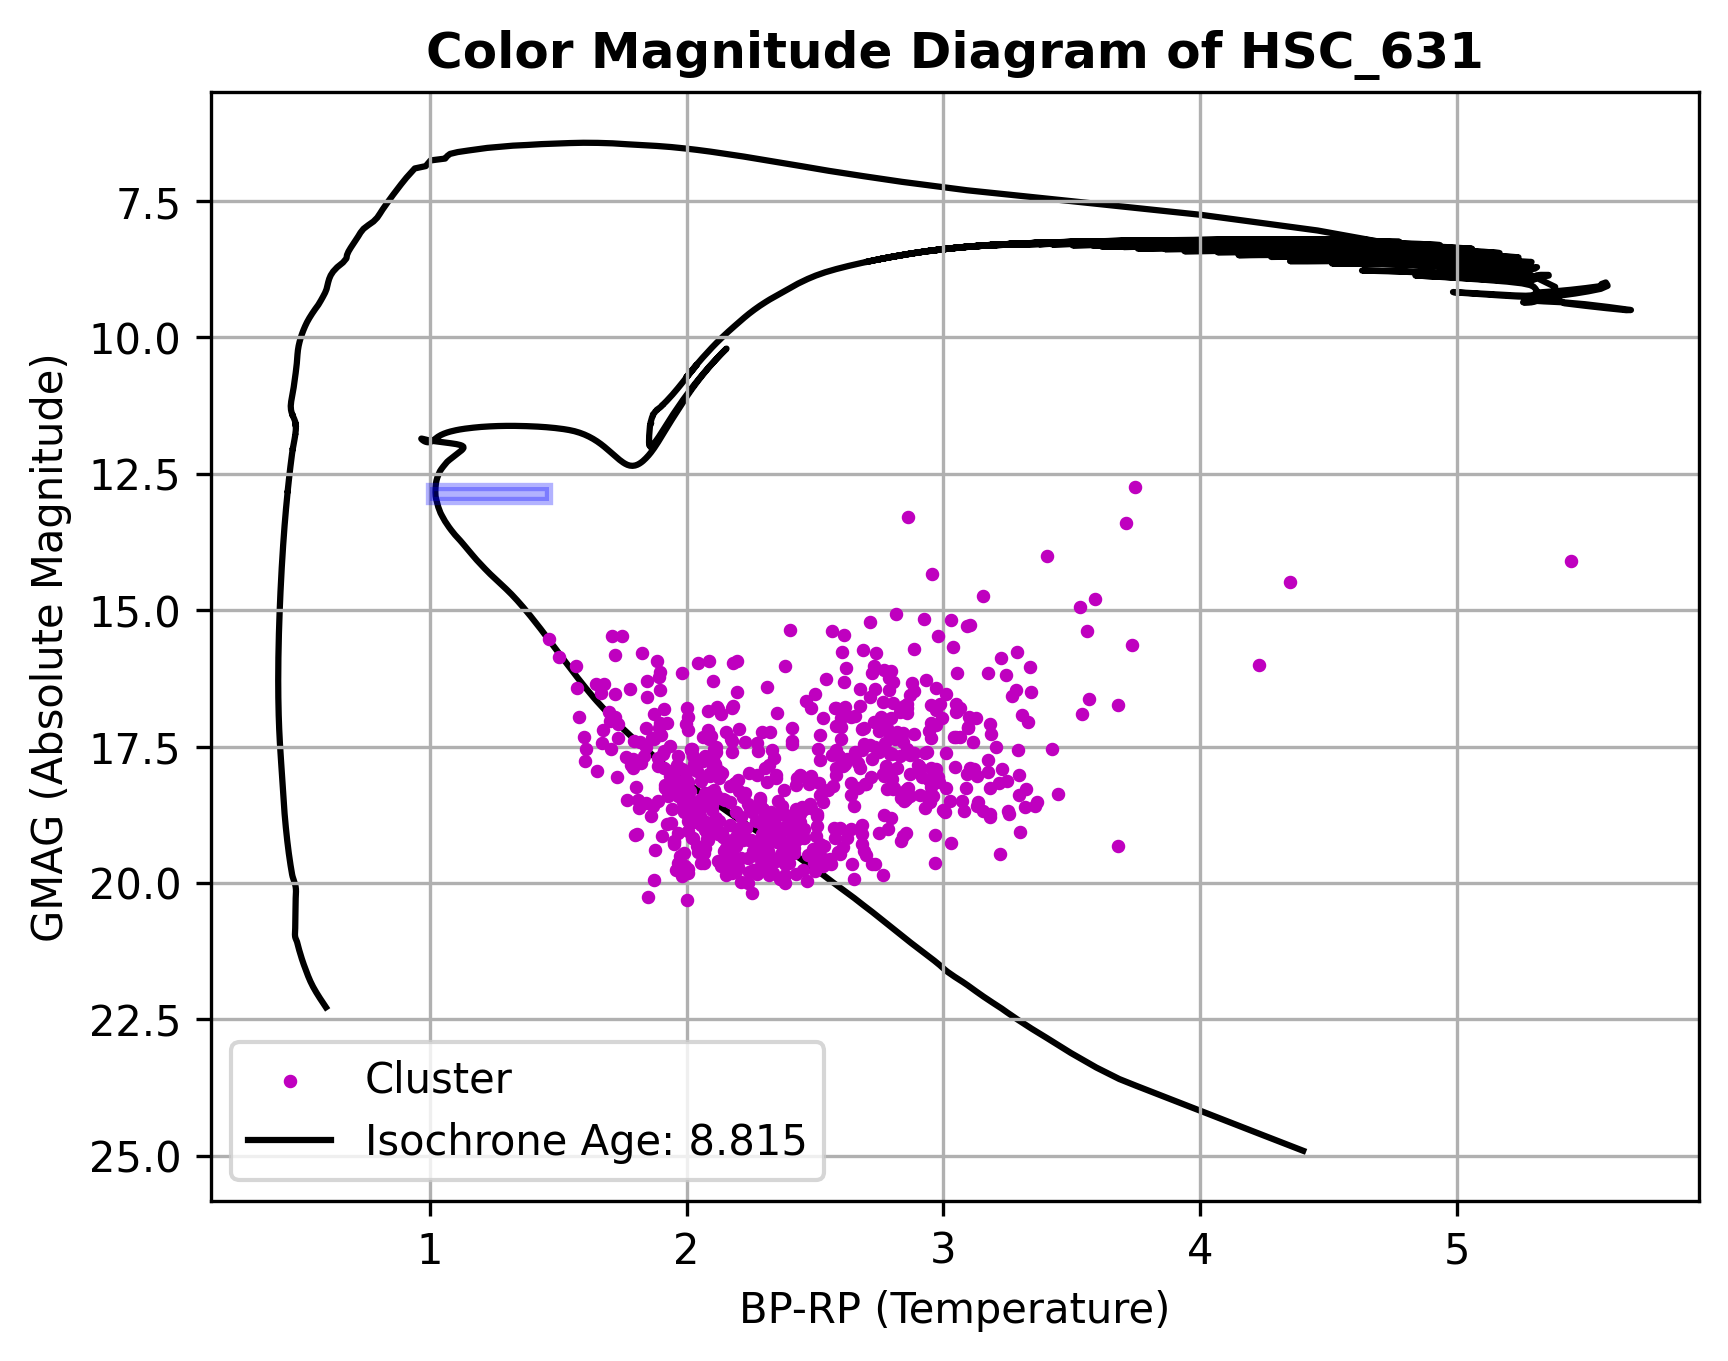 Color Magnitude Diagram of HSC_631
GMAG (Absolute Magnitude)
7.5
10.0
12.5
15.0
17.5
20.0
22.5
25.0
Cluster
Isochrone Age: 8.815
1 2 3 4 5
BP-RP (Temperature)